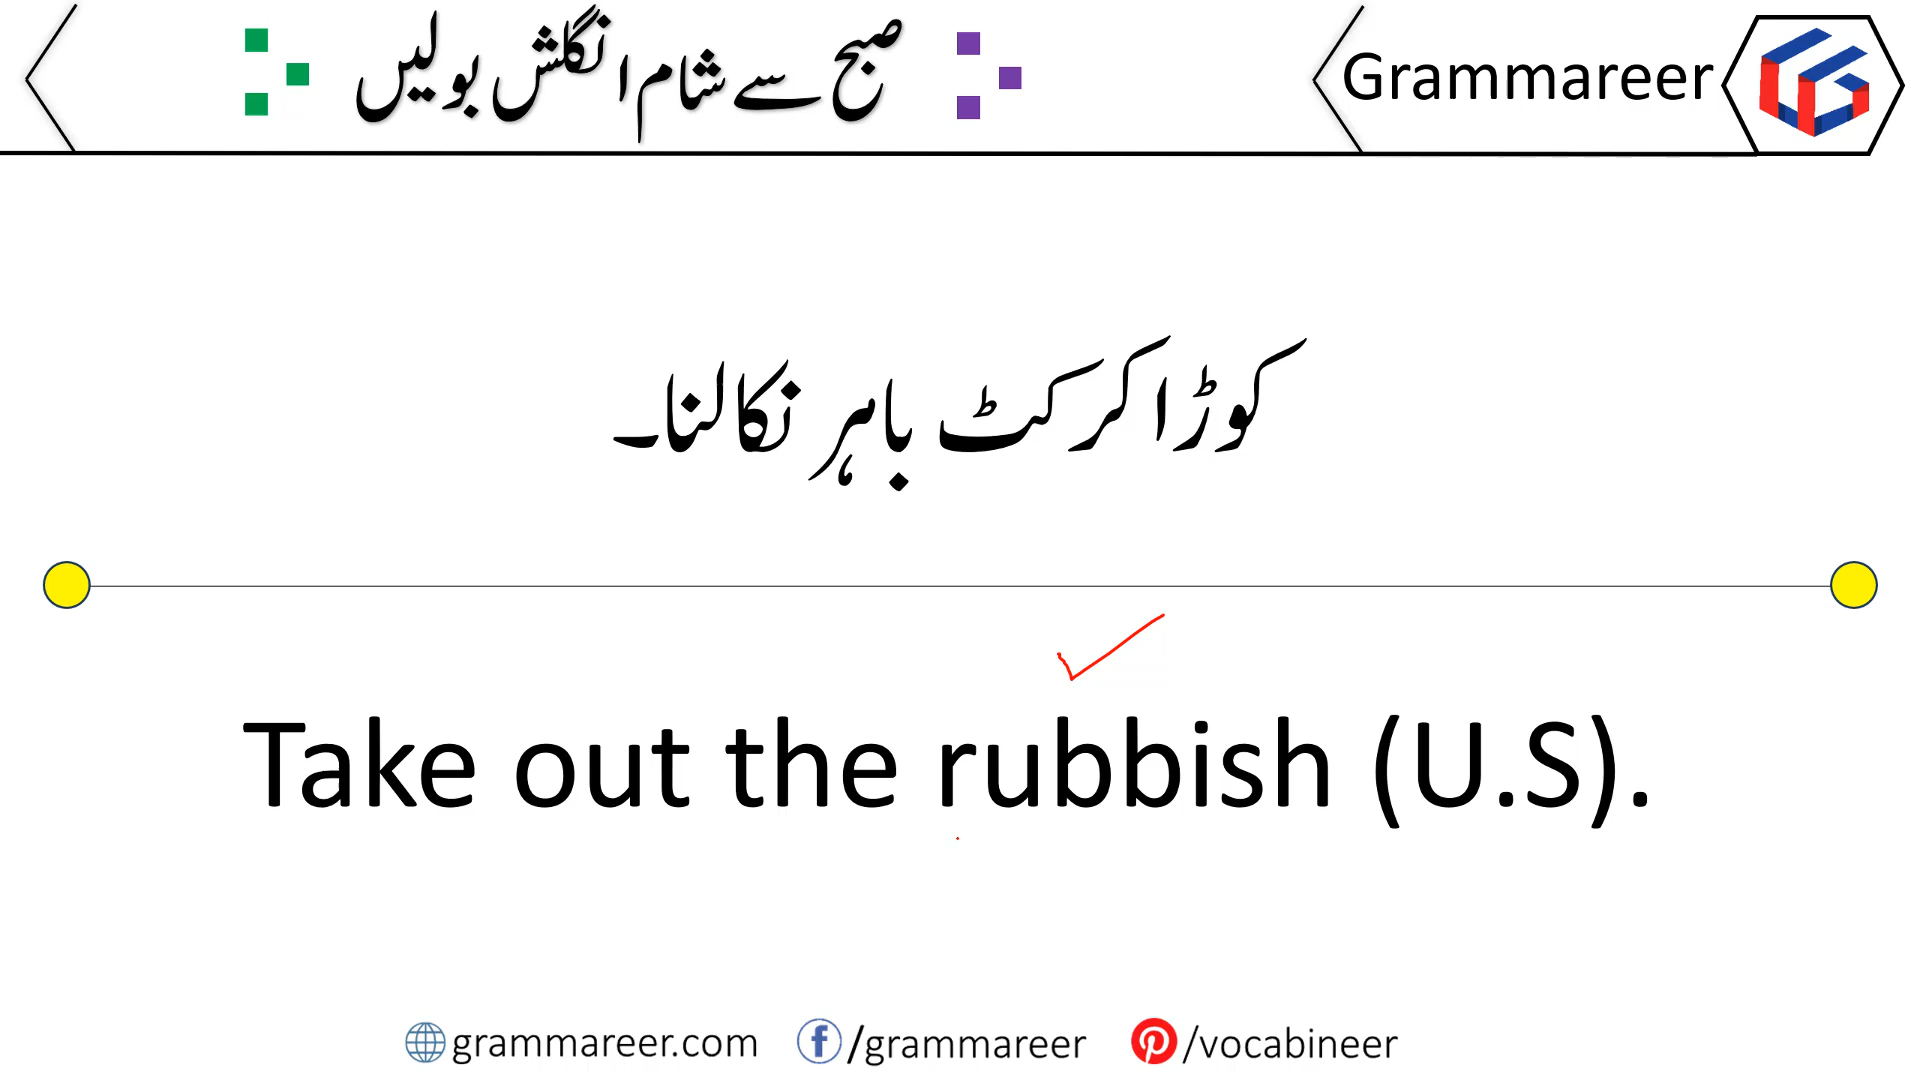 صبح سے شام انگلش بولیں
Grammareer
کوڑا کرکٹ باہر نکالنا۔
Take out the rubbish (U.S).
grammareer.com /grammareer /vocabineer